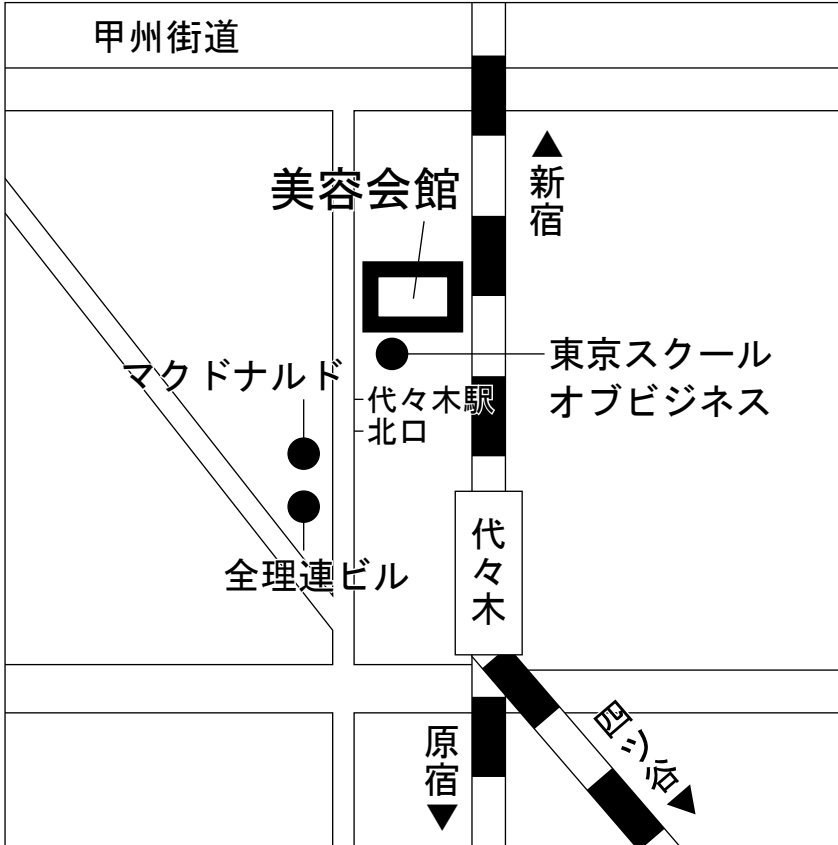 甲州街道
新宿
美容会館
東京スクール
オブビジネス
マクドナルド
代々木駅
北口
代々木
全理連ビル
四ツ谷
原宿